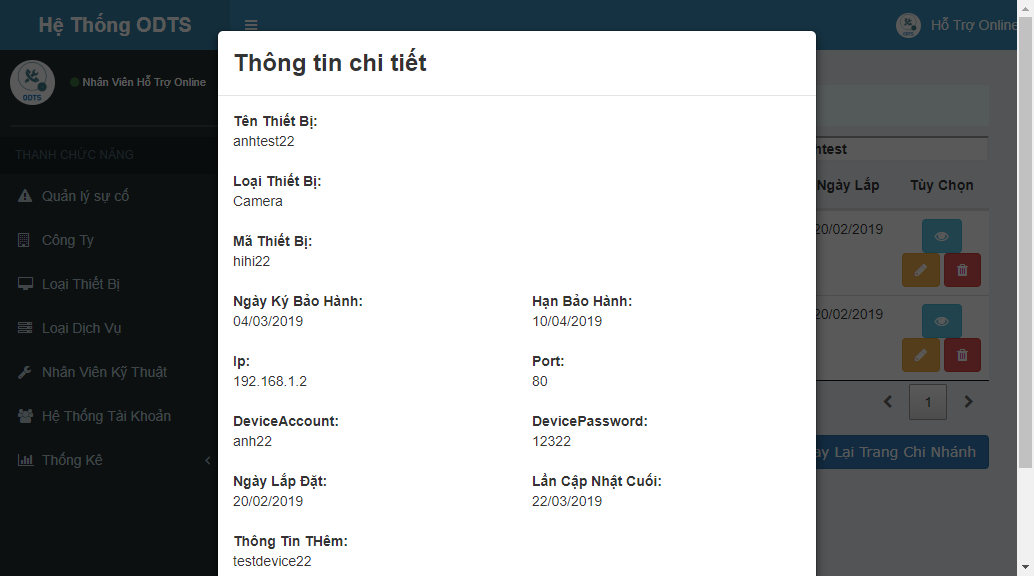 Hệ Thống ODTS
Hỗ Trợ Online
ODTS
Nhân Viên Hỗ Trợ Online
THANH CHỨC NĂNG
Quản lý sự cố
Công Ty
Loại Thiết Bị
Loại Dịch Vụ
Nhân Viên Kỹ Thuật
Hệ Thống Tài Khoản
Thống Kê
Thông tin chi tiết
Tên Thiết Bị:
anhtest22
Loại Thiết Bị:
Camera
Mã Thiết Bị:
hihi22
Ngày Ký Bảo Hành: Hạn Bảo Hành:
04/03/2019 10/04/2019
Ip: Port:
192.168.1.2 80
DeviceAccount: DevicePassword:
anh22 12322
Ngày Lắp Đặt: Lần Cập Nhật Cuối:
20/02/2019 22/03/2019
Thông Tin THêm:
testdevice22
ntest
Ngày Lắp Tùy Chọn
20/02/2019
20/02/2019
1
ay Lại Trang Chi Nhánh